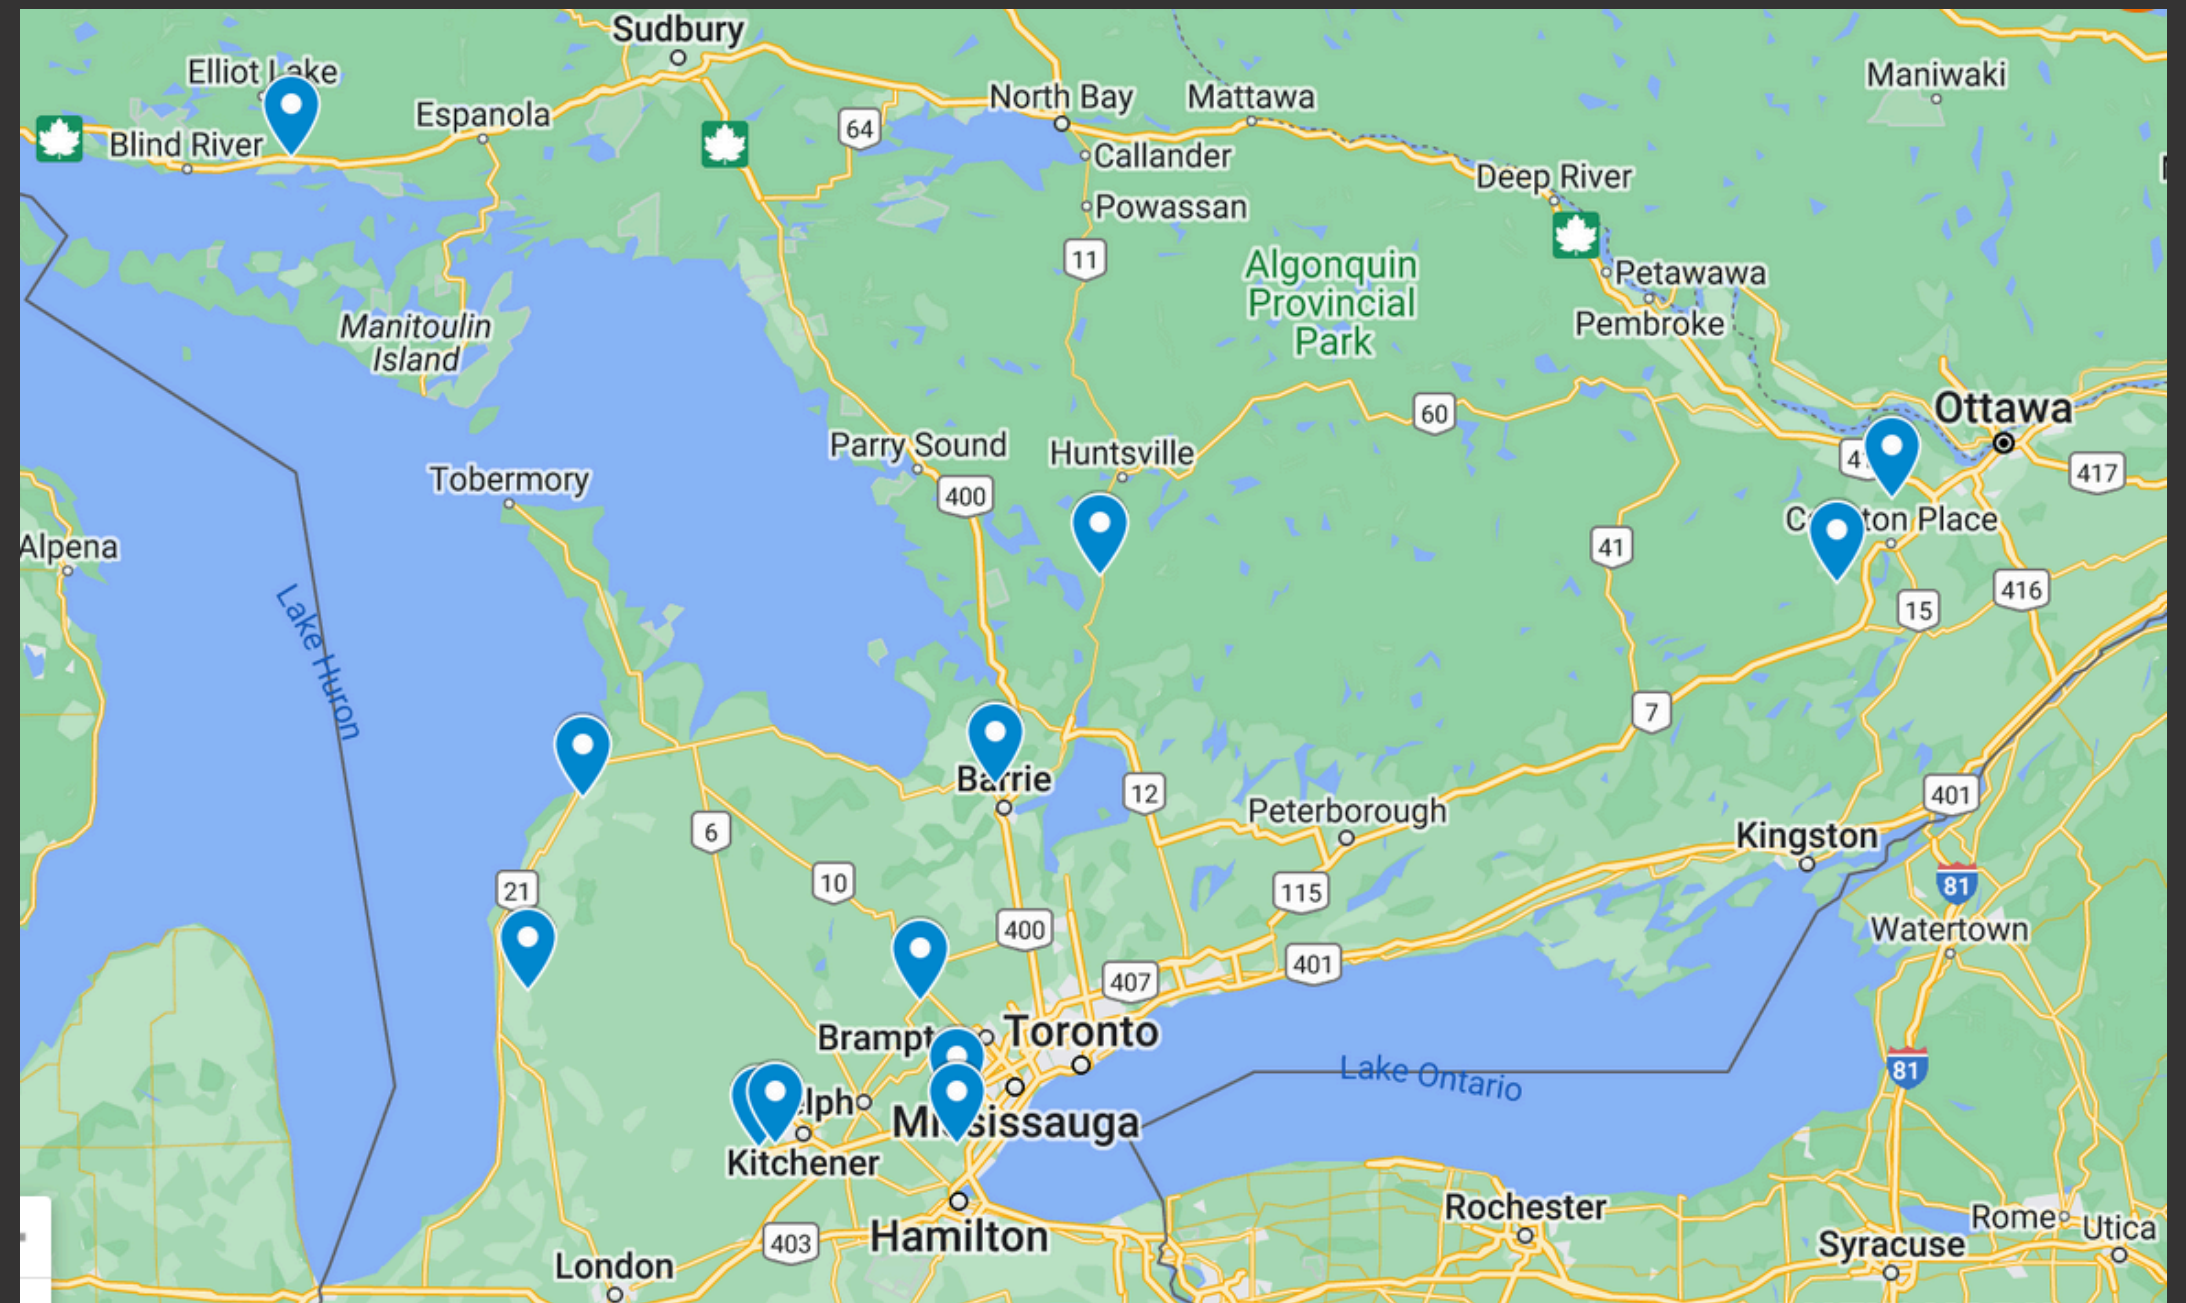 Sudbury
Elliot Lake
Maniwaki
North Bay
Mattawa
Espanola
64
Blind River
Callander
Deep River
Powassan
11
Algonquin
Provincial
Park
Petawawa
Manitoulin
Island
Pembroke
Ottawa
60
Parry Sound
Huntsville
417
Tobermory
400
Place
Alpena
41
416
15
Lake Huron
7
Barrie
12
401
Peterborough
Kingston
6
10
21
115
81
400
Watertown
401
407
Toronto
Lake Ontario
81
Mississauga
Kitchener
Rochester
Rome
Utica
Hamilton
403
Syracuse
London